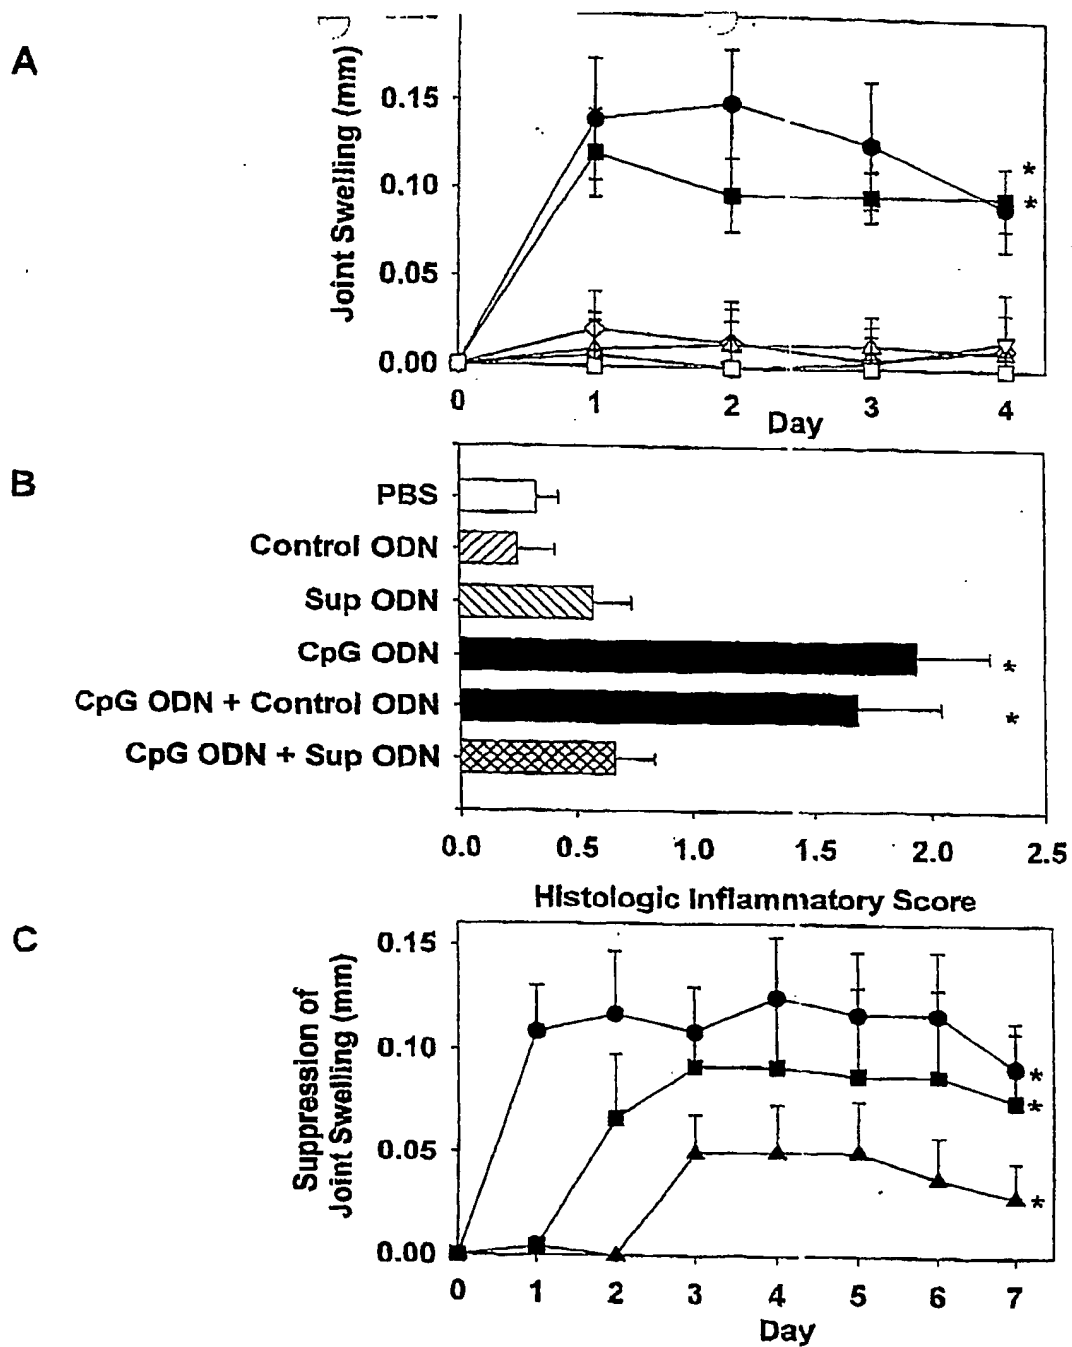 A
Joint Swelling (mm)
0.15
0.10
0.05
0.00
*
*
0 1 2 3 4
Day
B
PBS
Control ODN
Sup ODN
CpG ODN
*
CpG ODN + Control ODN
*
CpG ODN + Sup ODN
0.0 0.5 1.0 1.5 2.0 2.5
Histologic Inflammatory Score
C
Suppression of
Joint Swelling (mm)
0.15
0.10
0.05
0.00
*
*
*
0 1 2 3 4 5 6 7
Day